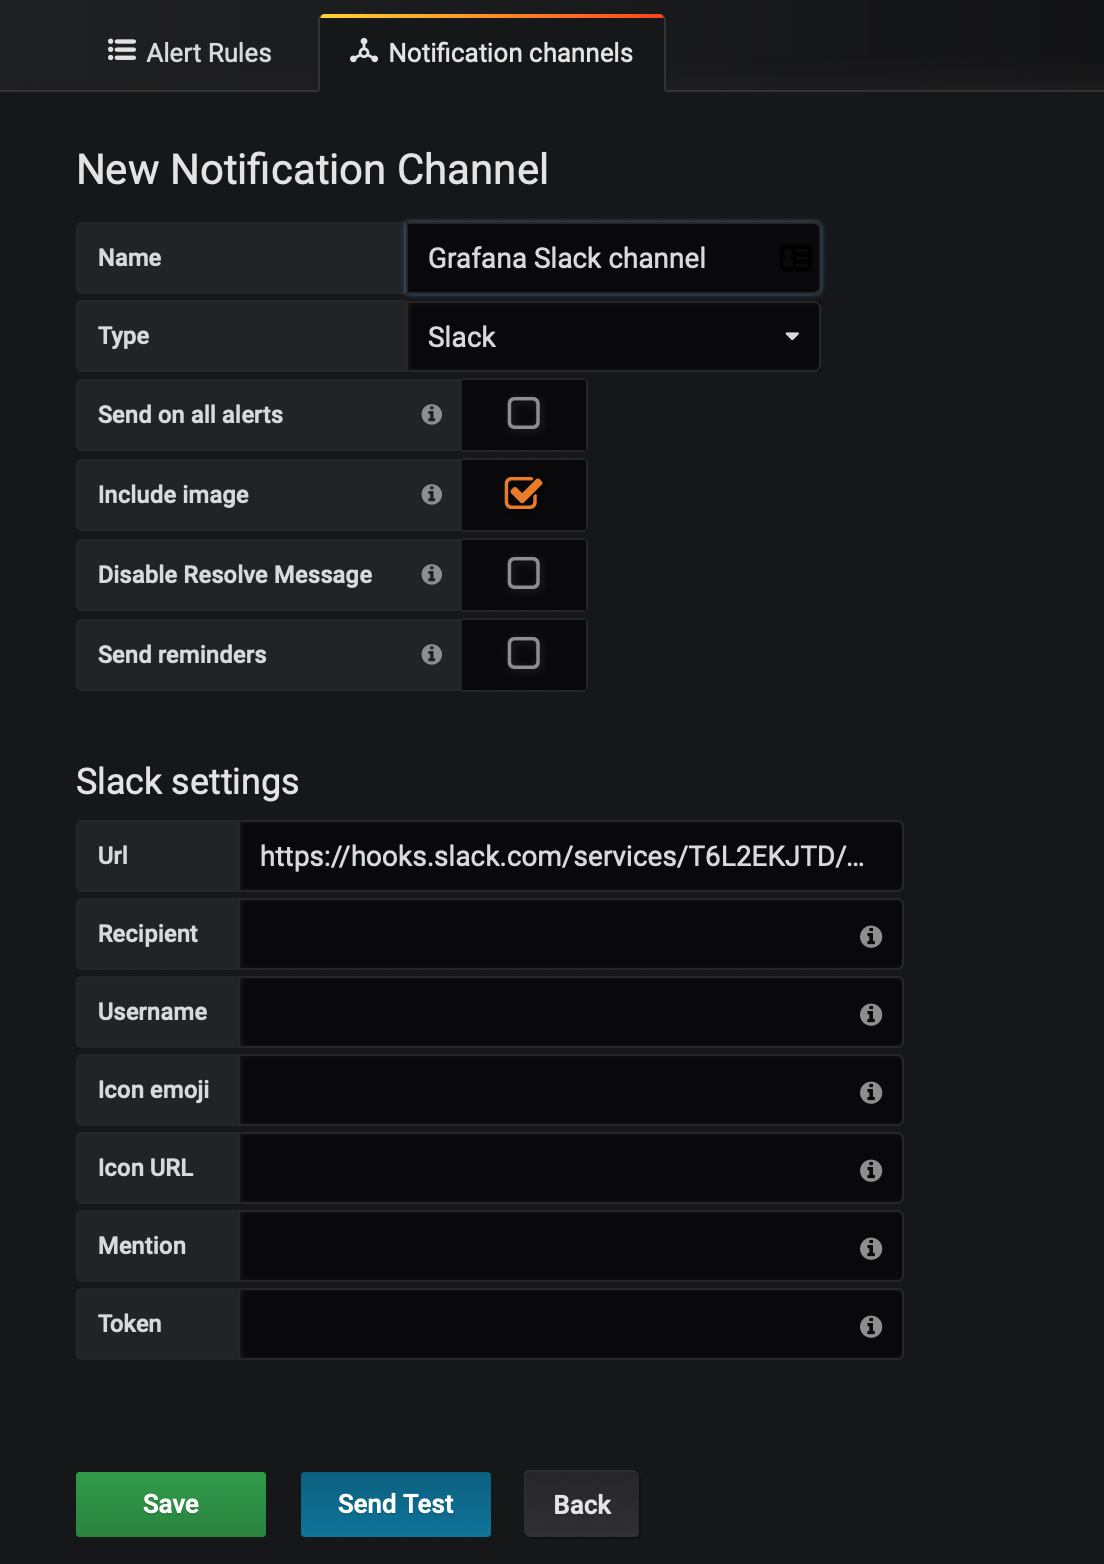 Alert Rules
Notification channels
New Notification Channel
Name
Grafana Slack channel
Type
Slack
Send on all alerts
Include image
Disable Resolve Message
Send reminders
Slack settings
Url
https://hooks.slack.com/services/T6L2EKJTD/...
Recipient
Username
Icon emoji
Icon URL
Mention
Token
Save
Send Test
Back